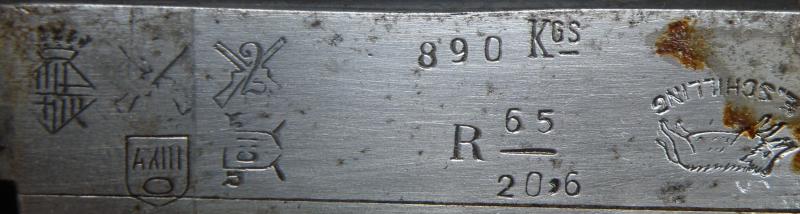 890 KGS
F. SCHILLING
R 65
20,6
AXIII
O